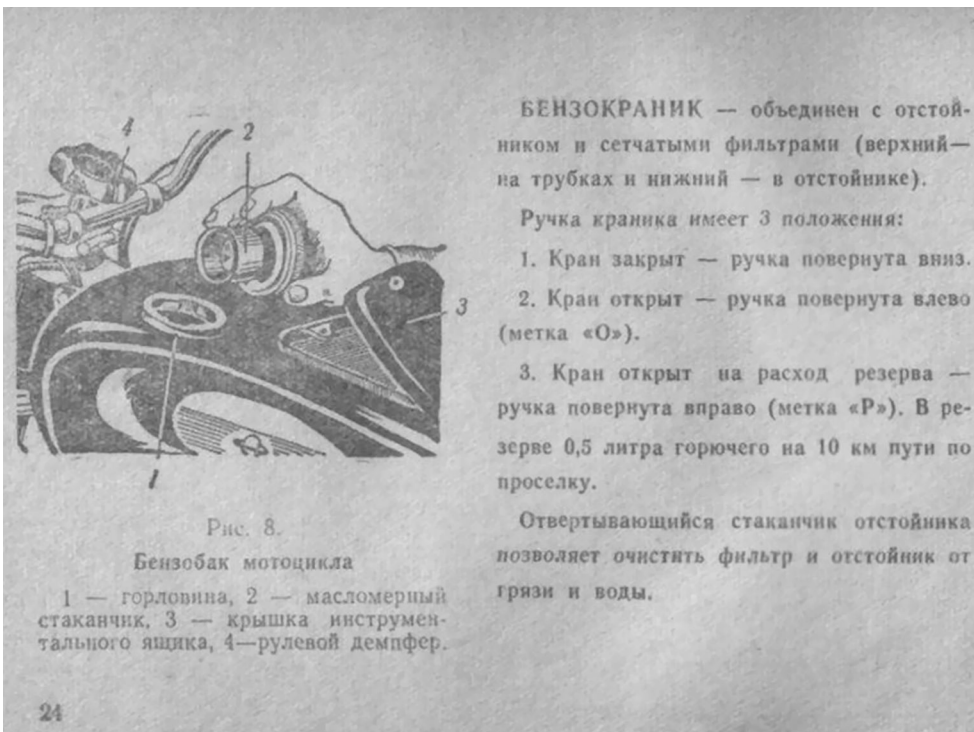 4
2
3
1
Рис. 8.
Бензобак мотоцикла
1 — горловина, 2 — масломерный
стаканчик, 3 — крышка инструмен-
тального ящика, 4—рулевой демпфер.
24
БЕНЗОКРАНИК — объединен с отстой-
ником и сетчатыми фильтрами (верхний—
на трубках и нижний — в отстойнике).
Ручка краника имеет 3 положения:
1. Кран закрыт — ручка повернута вниз.
2. Кран открыт — ручка повернута влево
(метка «О»).
3. Кран открыт на расход резерва —
ручка повернута вправо (метка «Р»). В ре-
зерве 0,5 литра горючего на 10 км пути по
проселку.
Отвертывающийся стаканчик отстойника
позволяет очистить фильтр и отстойник от
грязи и воды.